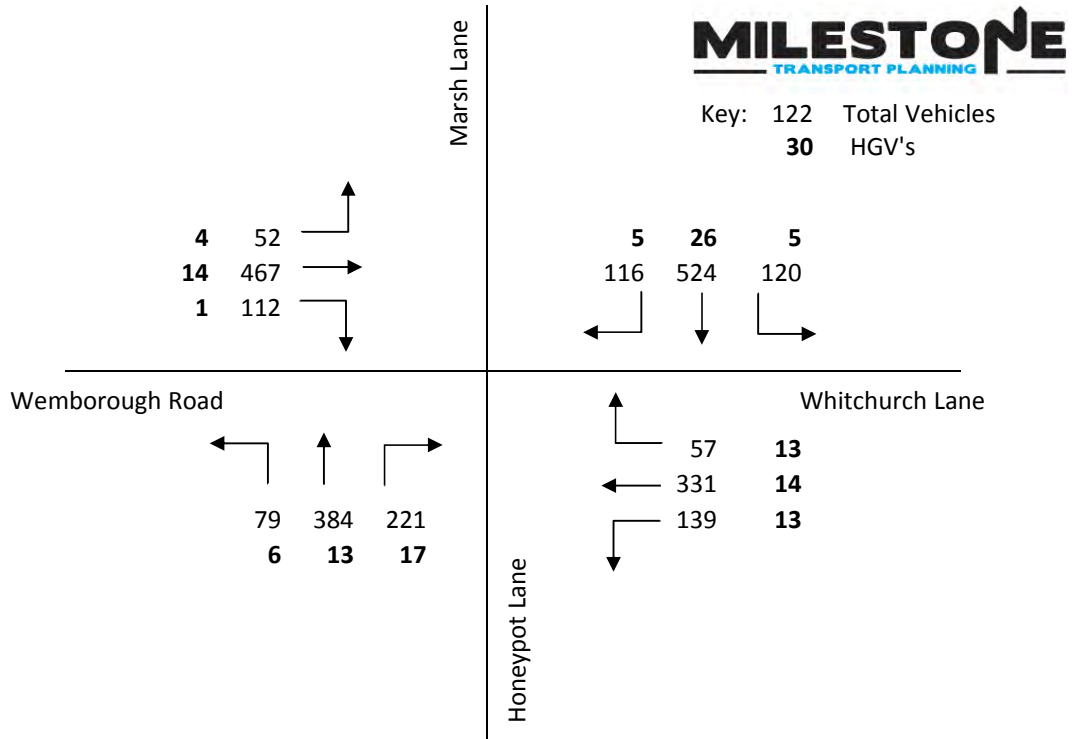 MILESTONE
TRANSPORT PLANNING
Key: 122 Total Vehicles
30 HGV's
Marsh Lane
4 52
14 467
1 112
5 26 5
116 524 120
Wemborough Road
Whitchurch Lane
79 384 221
6 13 17
57 13
331 14
139 13
Honeypot Lane